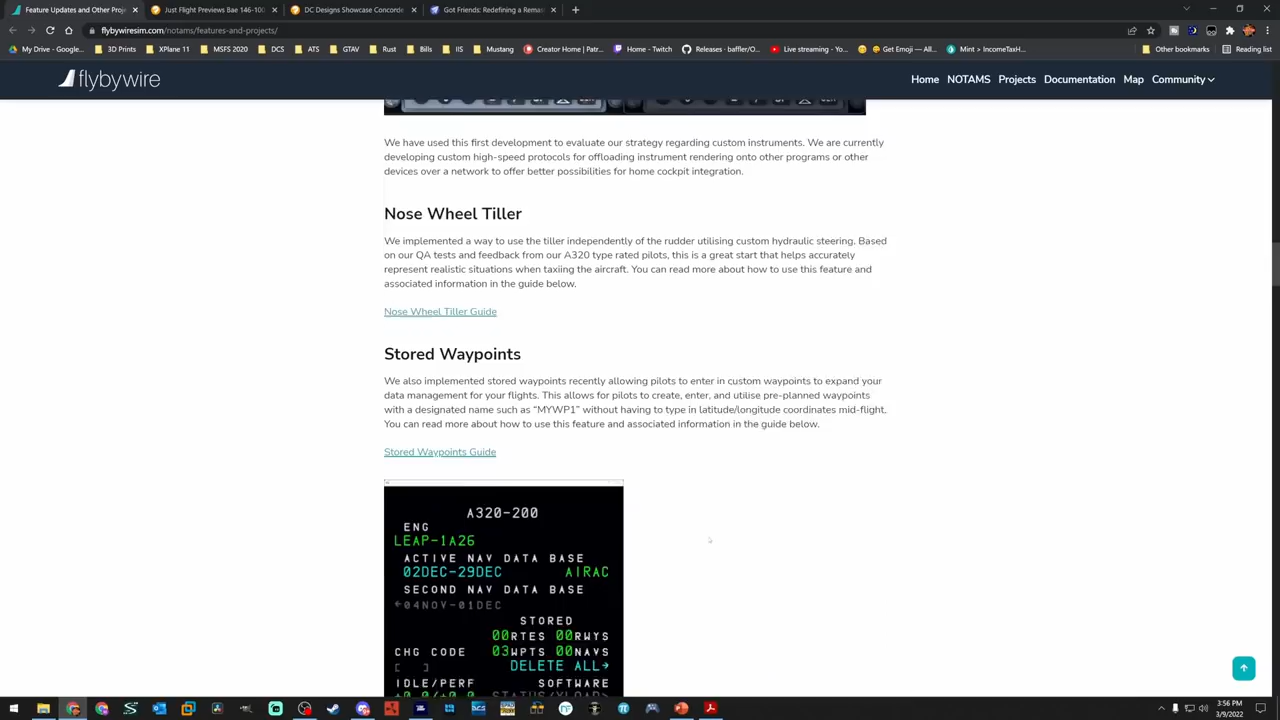 Feature Updates and Other Proj
Just Flight Previews Bae 146-100
DC Designs Showcase Concorde
Got Friends: Redefining a Remas
flybywiresim.com/notams/features-and-projects/
My Drive - Google...
3D Prints
XPlane 11
MSFS2020
DCS
ATS
GTAV
Rust
Bills
Mustang
Creator Home | Patr...
Home - Twitch
Releases · baffler/O...
Live streaming - Yo...
Get Emoji — All...
Mint > IncomeTaxH...
Other bookmarks
Reading list
flybywire
Home NOTAMS Projects Documentation Map Community
We have used this first development to evaluate our strategy regarding custom instruments. We are currently
developing custom high-speed protocols for offloading instrument rendering onto other programs or other
devices over a network to offer better possibilities for home cockpit integration.
Nose Wheel Tiller
We implemented a way to use the tiller independently of the rudder utilising custom hydraulic steering. Based
on our QA tests and feedback from our A320 type rated pilots, this is a great start that helps accurately
represent realistic situations when taxiing the aircraft. You can read more about how to use this feature and
associated information in the guide below.
Nose Wheel Tiller Guide
Stored Waypoints
We also implemented stored waypoints recently allowing pilots to enter in custom waypoints to expand your
data management for your flights. This allows for pilots to create, enter, and utilise pre-planned waypoints
with a designated name such as “MYWP1” without having to type in latitude/longitude coordinates mid-flight.
You can read more about how to use this feature and associated information in the guide below.
Stored Waypoints Guide
A320-200
ENG
LEAP-1A26
ACTIVE NAV DATA BASE
02DEC-29DEC AIRAC
SECOND NAV DATA BASE
←04NOV-01DEC
STORED
00RTES 00RWYS
CHG CODE 03WPTS 00NAVS
[ ] DELETE ALL→
IDLE/PERF SOFTWARE
+0.0/+0.0 STATUS/XLOAD>
3:56 PM
3/9/2022